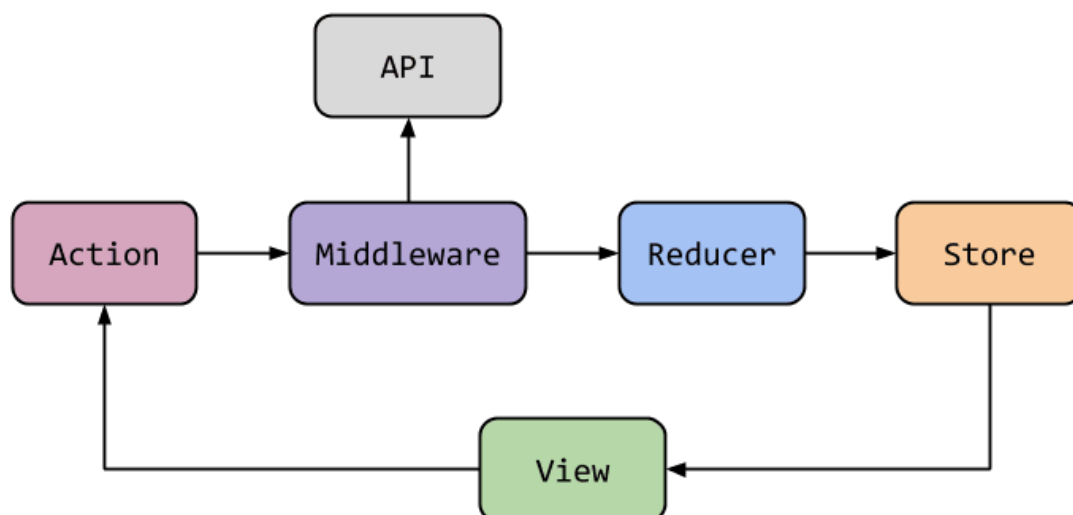 API
Action
Middleware
Reducer
Store
View